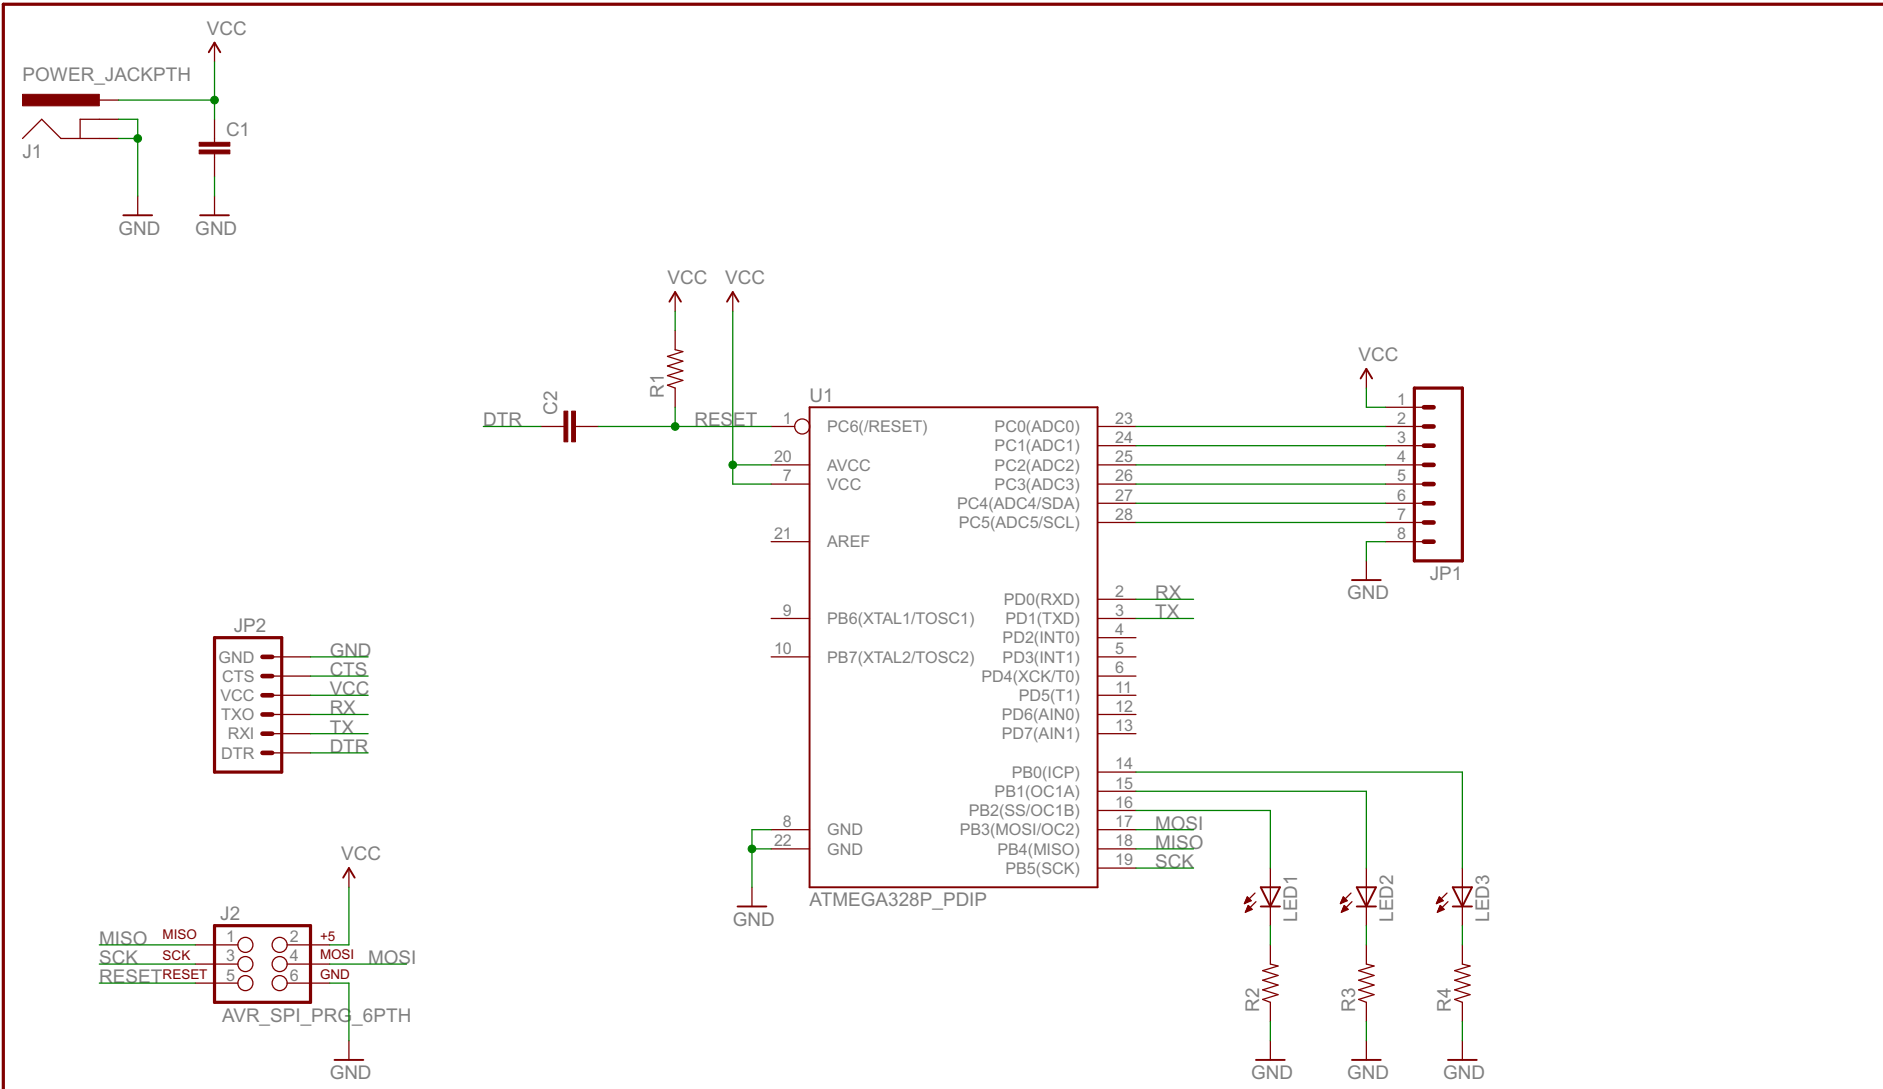 VCC
POWER_JACKPTH
C1
J1
GND
GND
VCC
VCC
R1
C2
DTR
RESET
U1
1
PC6(/RESET)
20
AVCC
7
VCC
21
AREF
9
PB6(XTAL1/TOSC1)
10
PB7(XTAL2/TOSC2)
8
GND
22
GND
GND
PC0(ADC0)
23
PC1(ADC1)
24
PC2(ADC2)
25
PC3(ADC3)
26
PC4(ADC4/SDA)
27
PC5(ADC5/SCL)
28
PD0(RXD)
2
RX
PD1(TXD)
3
TX
PD2(INT0)
4
PD3(INT1)
5
PD4(XCK/T0)
6
PD5(T1)
11
PD6(AIN0)
12
PD7(AIN1)
13
PB0(ICP)
14
PB1(OC1A)
15
PB2(SS/OC1B)
16
PB3(MOSI/OC2)
17
MOSI
PB4(MISO)
18
MISO
PB5(SCK)
19
SCK
ATMEGA328P_PDIP
VCC
1
2
3
4
5
6
7
8
JP1
GND
JP2
GND
GND
CTS
CTS
VCC
VCC
TXO
RX
RXI
TX
DTR
DTR
VCC
J2
MISO
MISO
1
2
+5
SCK
SCK
3
4
MOSI
MOSI
RESET
RESET
5
6
GND
AVR_SPI_PRG_6PTH
GND
LED1
LED2
LED3
R2
R3
R4
GND
GND
GND